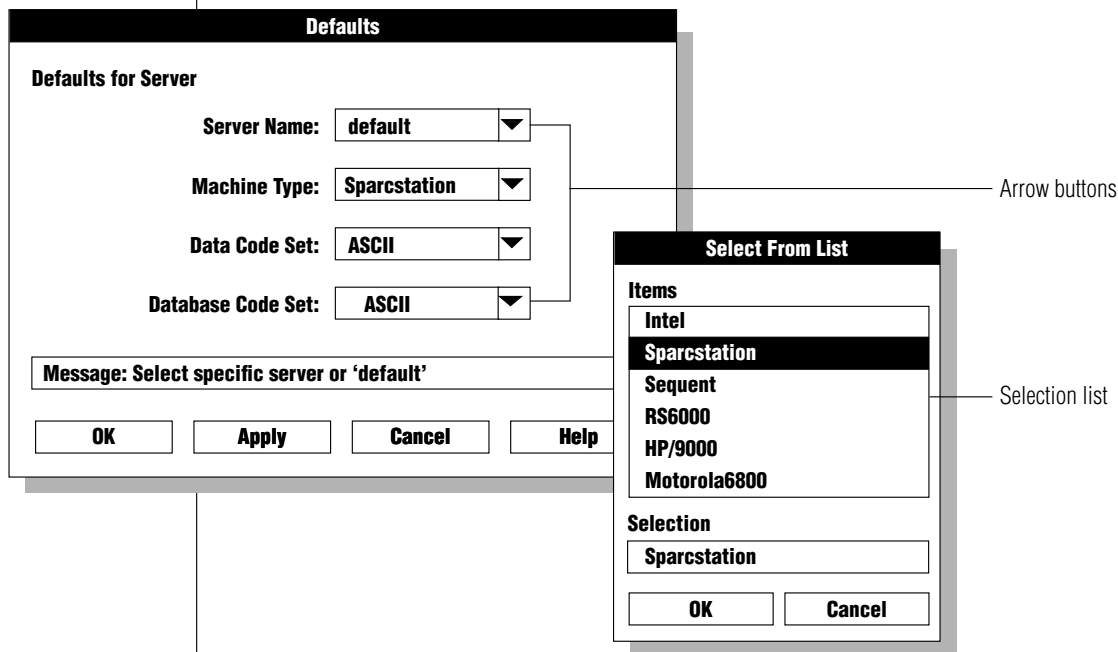 Defaults
Defaults for Server
Server Name: default
Machine Type: Sparcstation
Data Code Set: ASCII
Database Code Set: ASCII
Message: Select specific server or ‘default’
OK Apply Cancel Help
Arrow buttons
Select From List
Items
Intel
Sparcstation
Sequent
RS6000
HP/9000
Motorola6800
Selection
Sparcstation
OK Cancel
Selection list